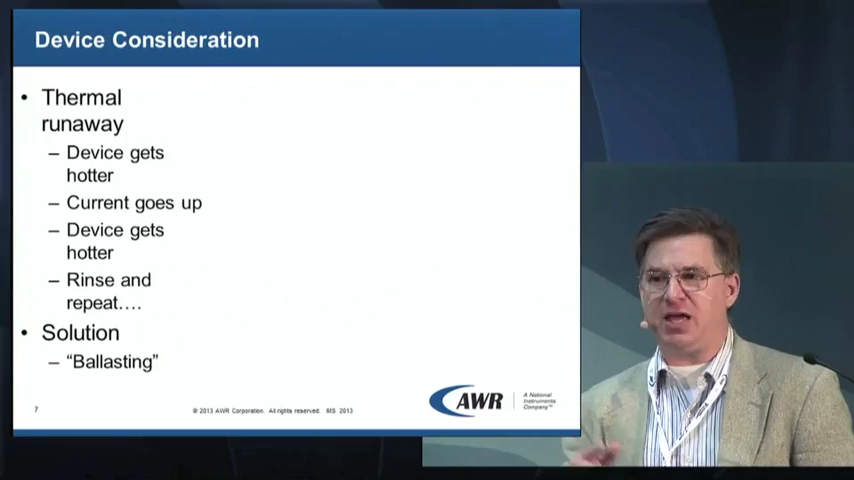 Device Consideration
• Thermal
runaway
– Device gets
hotter
– Current goes up
– Device gets
hotter
– Rinse and
repeat….
• Solution
– “Ballasting”
7
© 2013 AWR Corporation. All rights reserved. IMS 2013
AWR
A National
Instruments
Company™